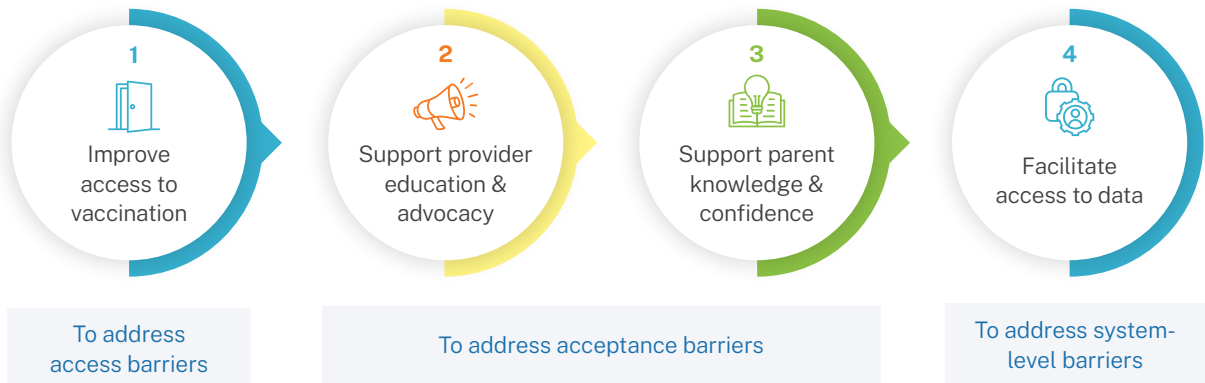 1
Improve
access to
vaccination
2
Support provider
education &
advocacy
3
Support parent
knowledge &
confidence
4
Facilitate
access to data
To address
access barriers
To address acceptance barriers
To address system-
level barriers